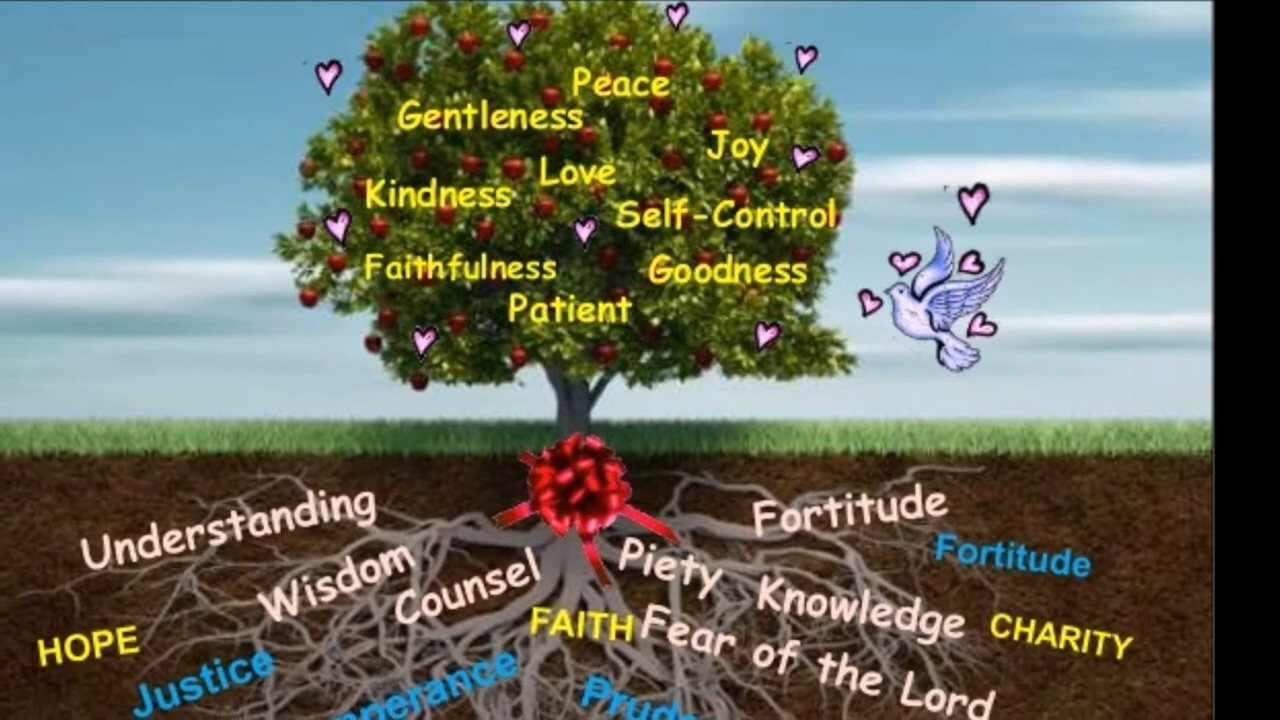 Peace
Gentleness
Joy
Love
Kindness
Self-Control
Faithfulness
Goodness
Patient
Understanding
Fortitude
Fortitude
Wisdom
Counsel
Piety
Knowledge
HOPE
FAITH
Fear of the Lord
CHARITY
Justice